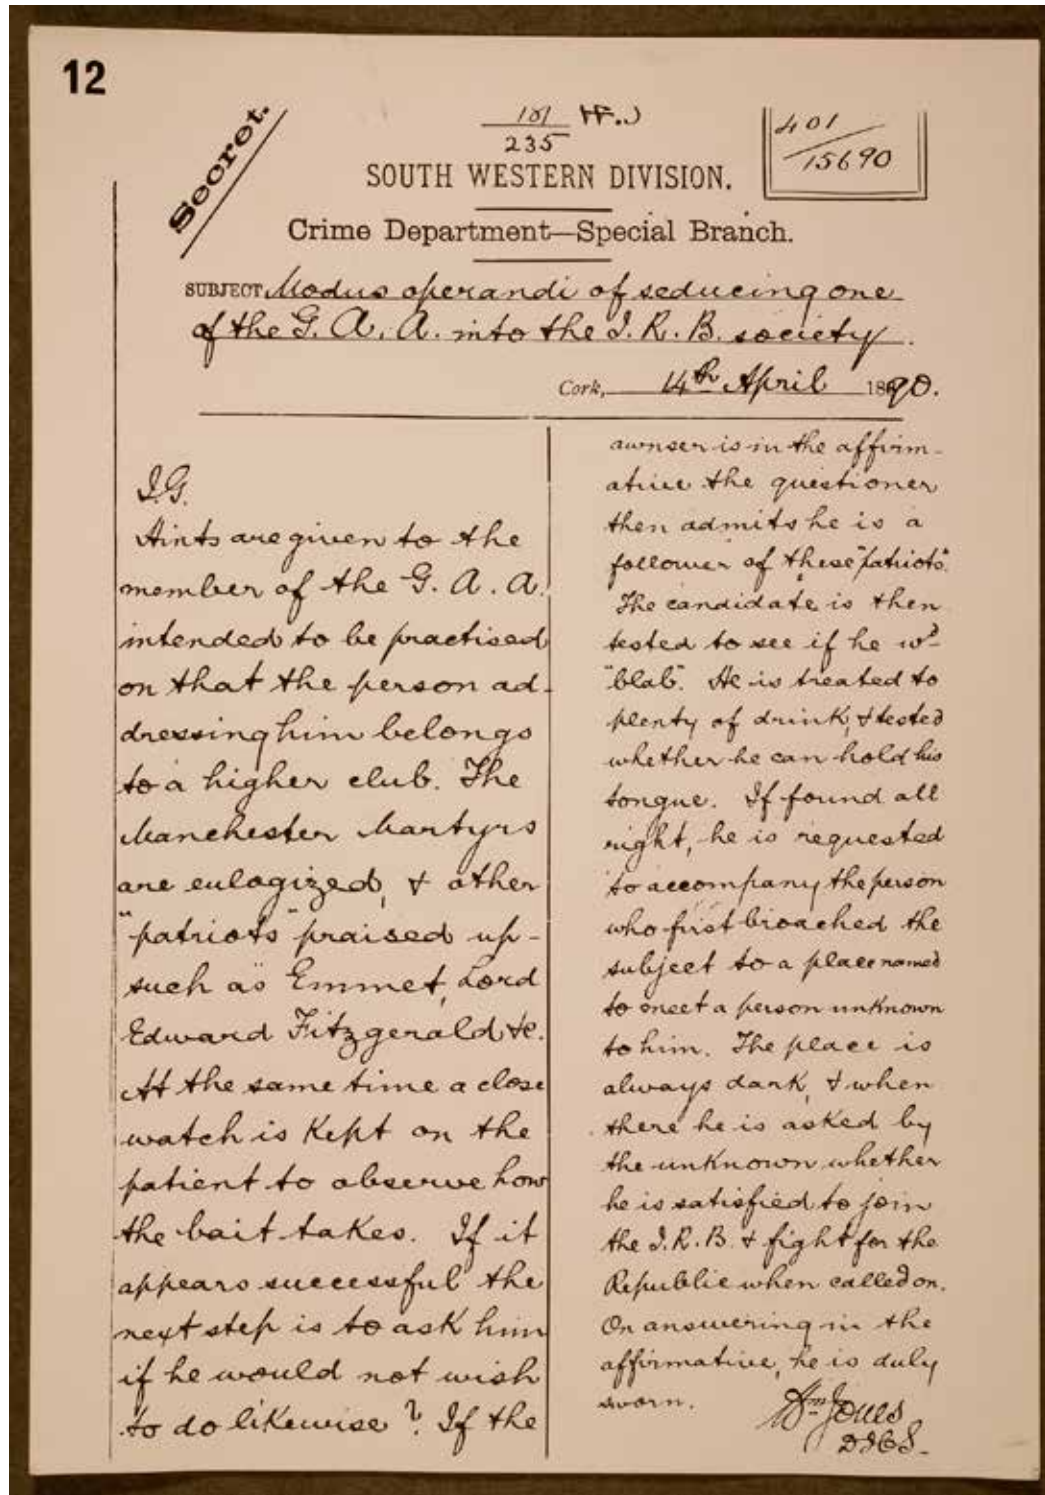 12
Secret.
101
235
401
15690
SOUTH WESTERN DIVISION.
Crime Department—Special Branch.
SUBJECT, Modus operandi of seducing one
of the G. A. A. into the I. R. B. society.
Cork, 14th April 1890.
I.G.
Hints are given to the
member of the G. A. A.
intended to be practised
on that the person ad-
dressing him belongs
to a higher club. The
Manchester Martyrs
are eulogized, & other
"patriots" praised up -
such as Emmet, Lord
Edward Fitzgerald &c.
At the same time a close
watch is kept on the
patient to observe how
the bait takes. If it
appears successful the
next step is to ask him
if he would not wish
to do likewise? If the
awnser is in the affirm-
ative the questioner
then admits he is a
follower of these "patriots".
The candidate is then
tested to see if he wd
"blab". He is treated to
plenty of drink, & tested
whether he can hold his
tongue. If found all
right, he is requested
to accompany the person
who first broached the
subject to a place named
to meet a person unknown
to him. The place is
always dark, & when
there he is asked by
the unknown whether
he is satisfied to join
the I.R.B. & fight for the
Republic when called on.
On answering in the
affirmative, he is duly
sworn.
Wm Jones